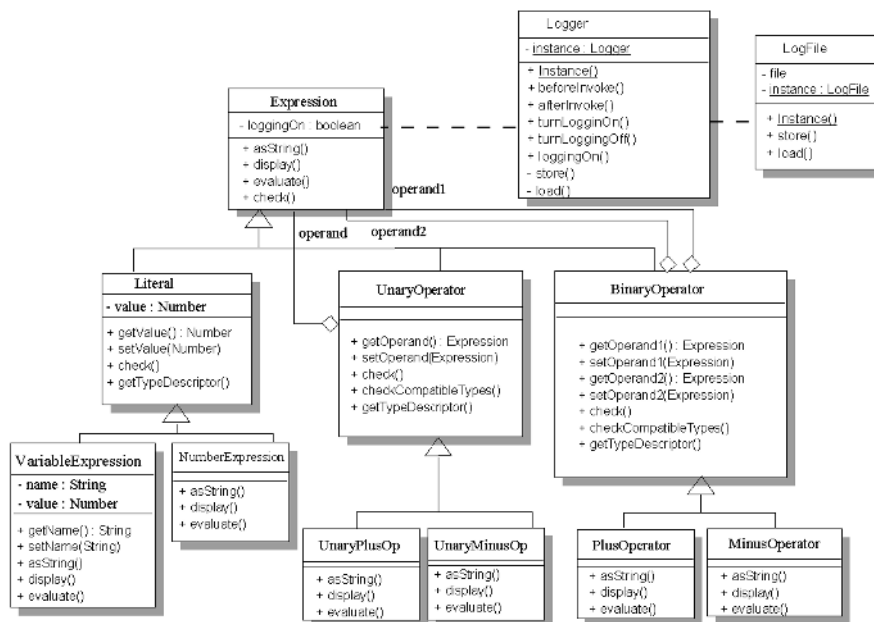 Logger
- instance : Logger
+ Instance()
+ beforeInvoke()
+ afterInvoke()
+ turnLogginOn()
+ turnLoggingOff()
+ loggingOn()
- store()
- load()
LogFile
- file
- instance : LogFile
+ Instance()
+ store()
+ load()
Expression
- loggingOn : boolean
+ asString()
+ display()
+ evaluate()
+ check()
operand1
operand
operand2
Literal
- value : Number
+ getValue() : Number
+ setValue(Number)
+ check()
+ getTypeDescriptor()
UnaryOperator
+ getOperand() : Expression
+ setOperand(Expression)
+ check()
+ checkCompatibleTypes()
+ getTypeDescriptor()
BinaryOperator
+ getOperand1() : Expression
+ setOperand1(Expression)
+ getOperand2() : Expression
+ setOperand2(Expression)
+ check()
+ checkCompatibleTypes()
+ getTypeDescriptor()
VariableExpression
- name : String
- value : Number
+ getName() : String
+ setName(String)
+ asString()
+ display()
+ evaluate()
NumberExpression
+ asString()
+ display()
+ evaluate()
UnaryPlusOp
+ asString()
+ display()
+ evaluate()
UnaryMinusOp
+ asString()
+ display()
+ evaluate()
PlusOperator
+ asString()
+ display()
+ evaluate()
MinusOperator
+ asString()
+ display()
+ evaluate()